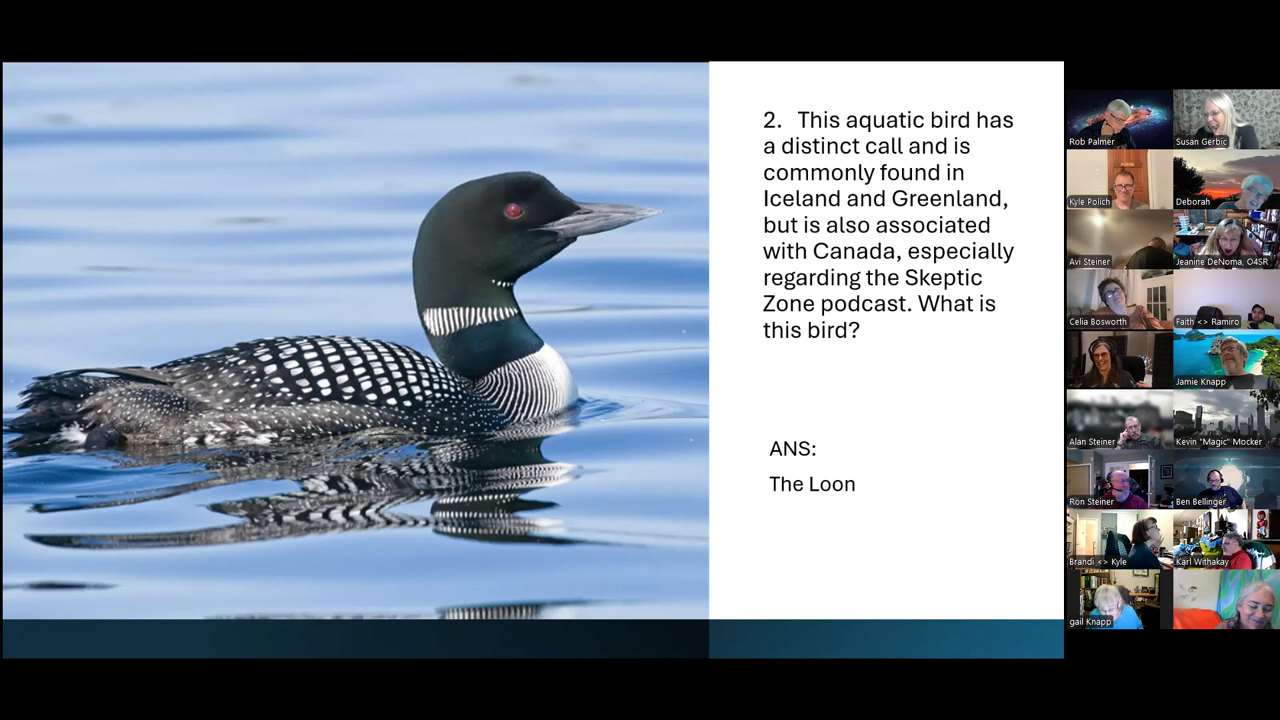 2. This aquatic bird has
a distinct call and is
commonly found in
Iceland and Greenland,
but is also associated
with Canada, especially
regarding the Skeptic
Zone podcast. What is
this bird?
ANS:
The Loon
Rob Palmer
Susan Gerbic
Kyle Polich
Deborah
Avi Steiner
Jeanine DeNoma, O4SR
Celia Bosworth
Faith <> Ramiro
Jamie Knapp
Alan Steiner
Kevin "Magic" Mocker
Ron Steiner
Ben Bellinger
Brandi <> Kyle
Karl Withakay
gail Knapp